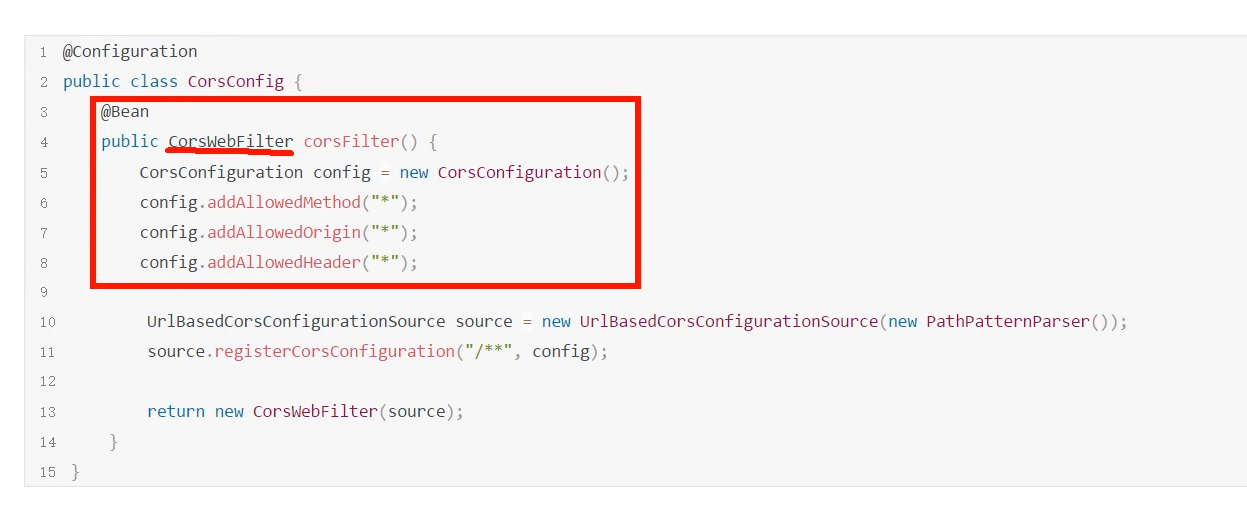 1 @Configuration
2 public class CorsConfig {
3 @Bean
4 public CorsWebFilter corsFilter() {
5 CorsConfiguration config = new CorsConfiguration();
6 config.addAllowedMethod("*");
7 config.addAllowedOrigin("*");
8 config.addAllowedHeader("*");
9
10 UrlBasedCorsConfigurationSource source = new UrlBasedCorsConfigurationSource(new PathPatternParser());
11 source.registerCorsConfiguration("/**", config);
12
13 return new CorsWebFilter(source);
14 }
15 }